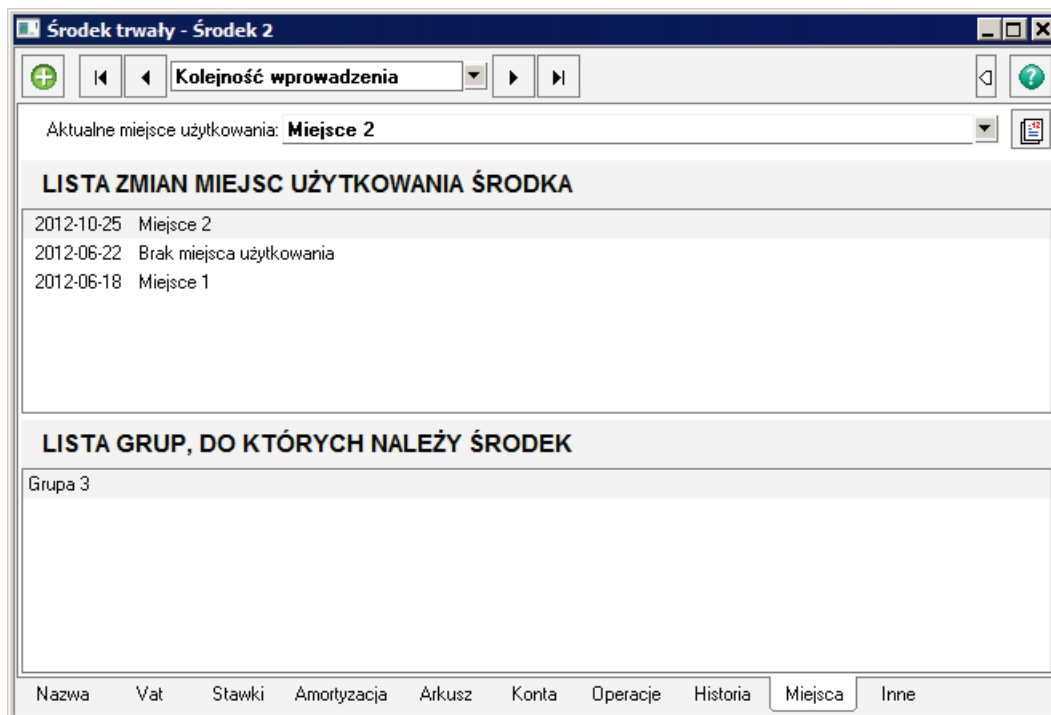 Środek trwały - Środek 2
Kolejność wprowadzenia
Aktualne miejsce użytkowania: Miejsce 2
LISTA ZMIAN MIEJSC UŻYTKOWANIA ŚRODKA
2012-10-25 Miejsce 2
2012-06-22 Brak miejsca użytkowania
2012-06-18 Miejsce 1
LISTA GRUP, DO KTÓRYCH NALEŻY ŚRODEK
Grupa 3
Nazwa Vat Stawki Amortyzacja Arkusz Konta Operacje Historia Miejsca Inne